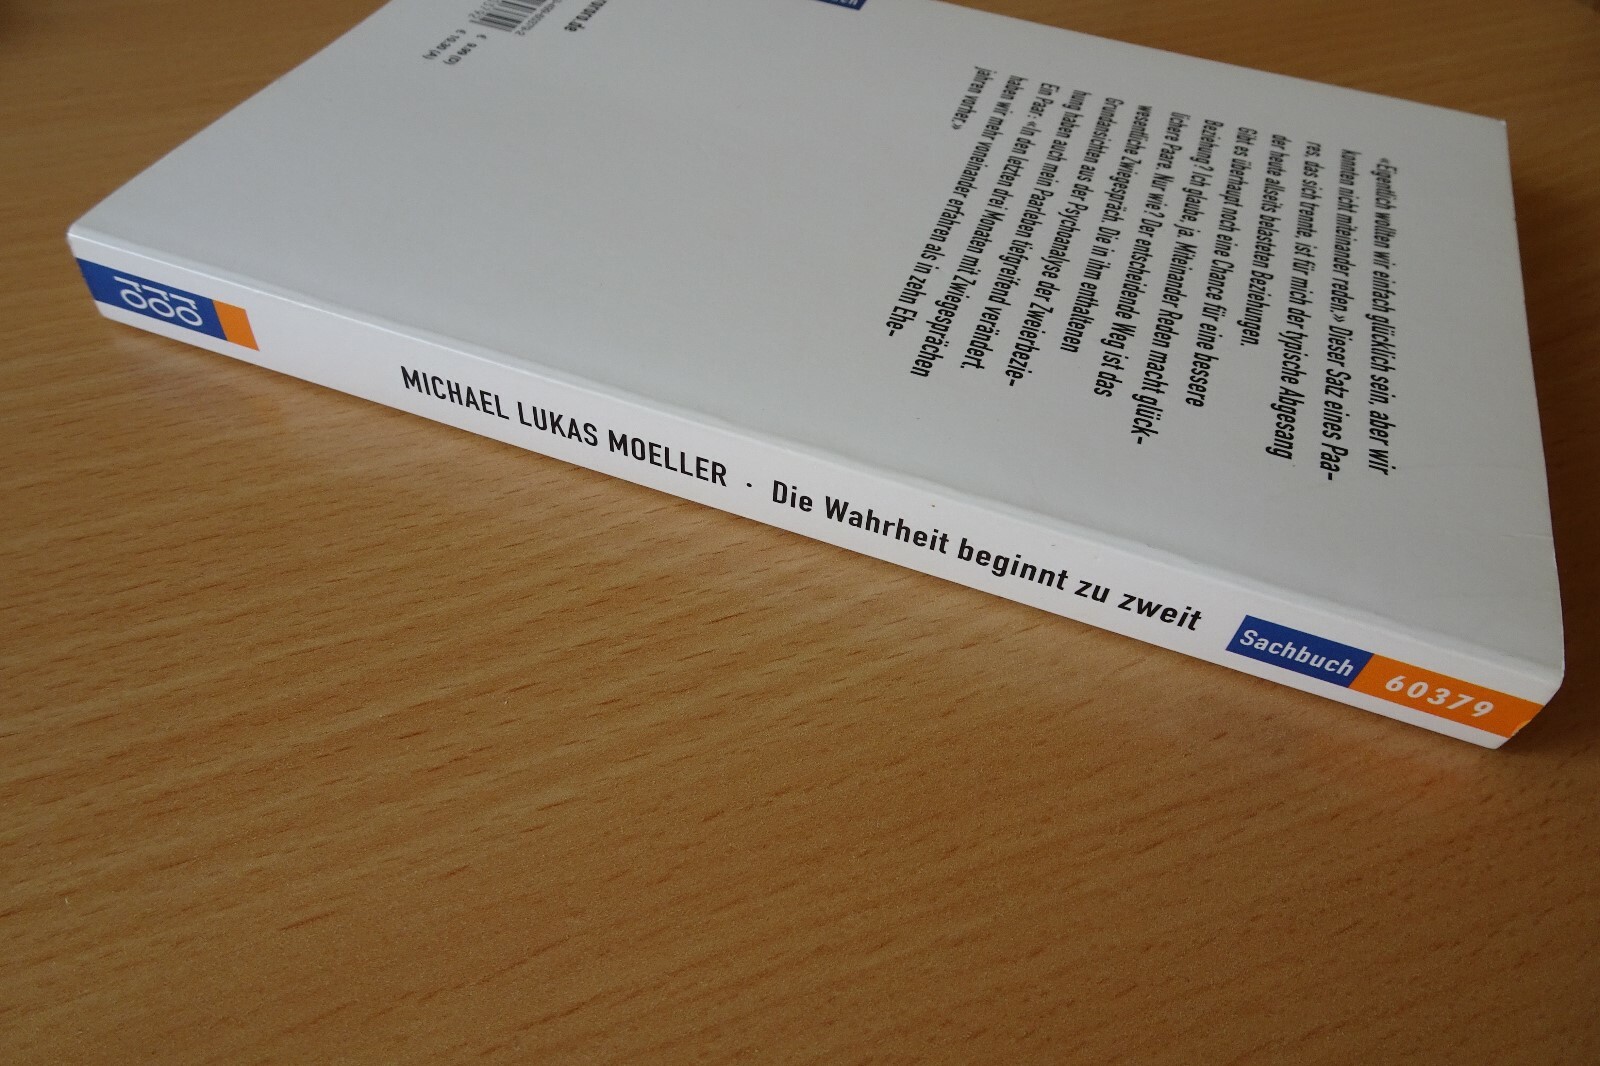 «Eigentlich wollten wir einfach glücklich sein, aber wir
konnten nicht miteinander reden.» Dieser Satz eines Paa-
res, das sich trennte, ist für mich der typische Abgesang
der heute allseits belasteten Beziehungen.
Gibt es überhaupt noch eine Chance für eine bessere
Beziehung? Ich glaube, ja. Miteinander Reden macht glück-
lichere Paare. Nur wie? Der entscheidende Weg ist das
wesentliche Zwiegespräch. Die in ihm enthaltenen
Grundansichten aus der Psychoanalyse der Zweierbezie-
hung haben auch mein Paarleben tiefgreifend verändert.
Ein Paar: «In den letzten drei Monaten mit Zwiegesprächen
haben wir mehr voneinander erfahren als in zehn Ehe-
jahren vorher.»
€ 9.99 (D)
rororo
MICHAEL LUKAS MOELLER · Die Wahrheit beginnt zu zweit
Sachbuch 60379